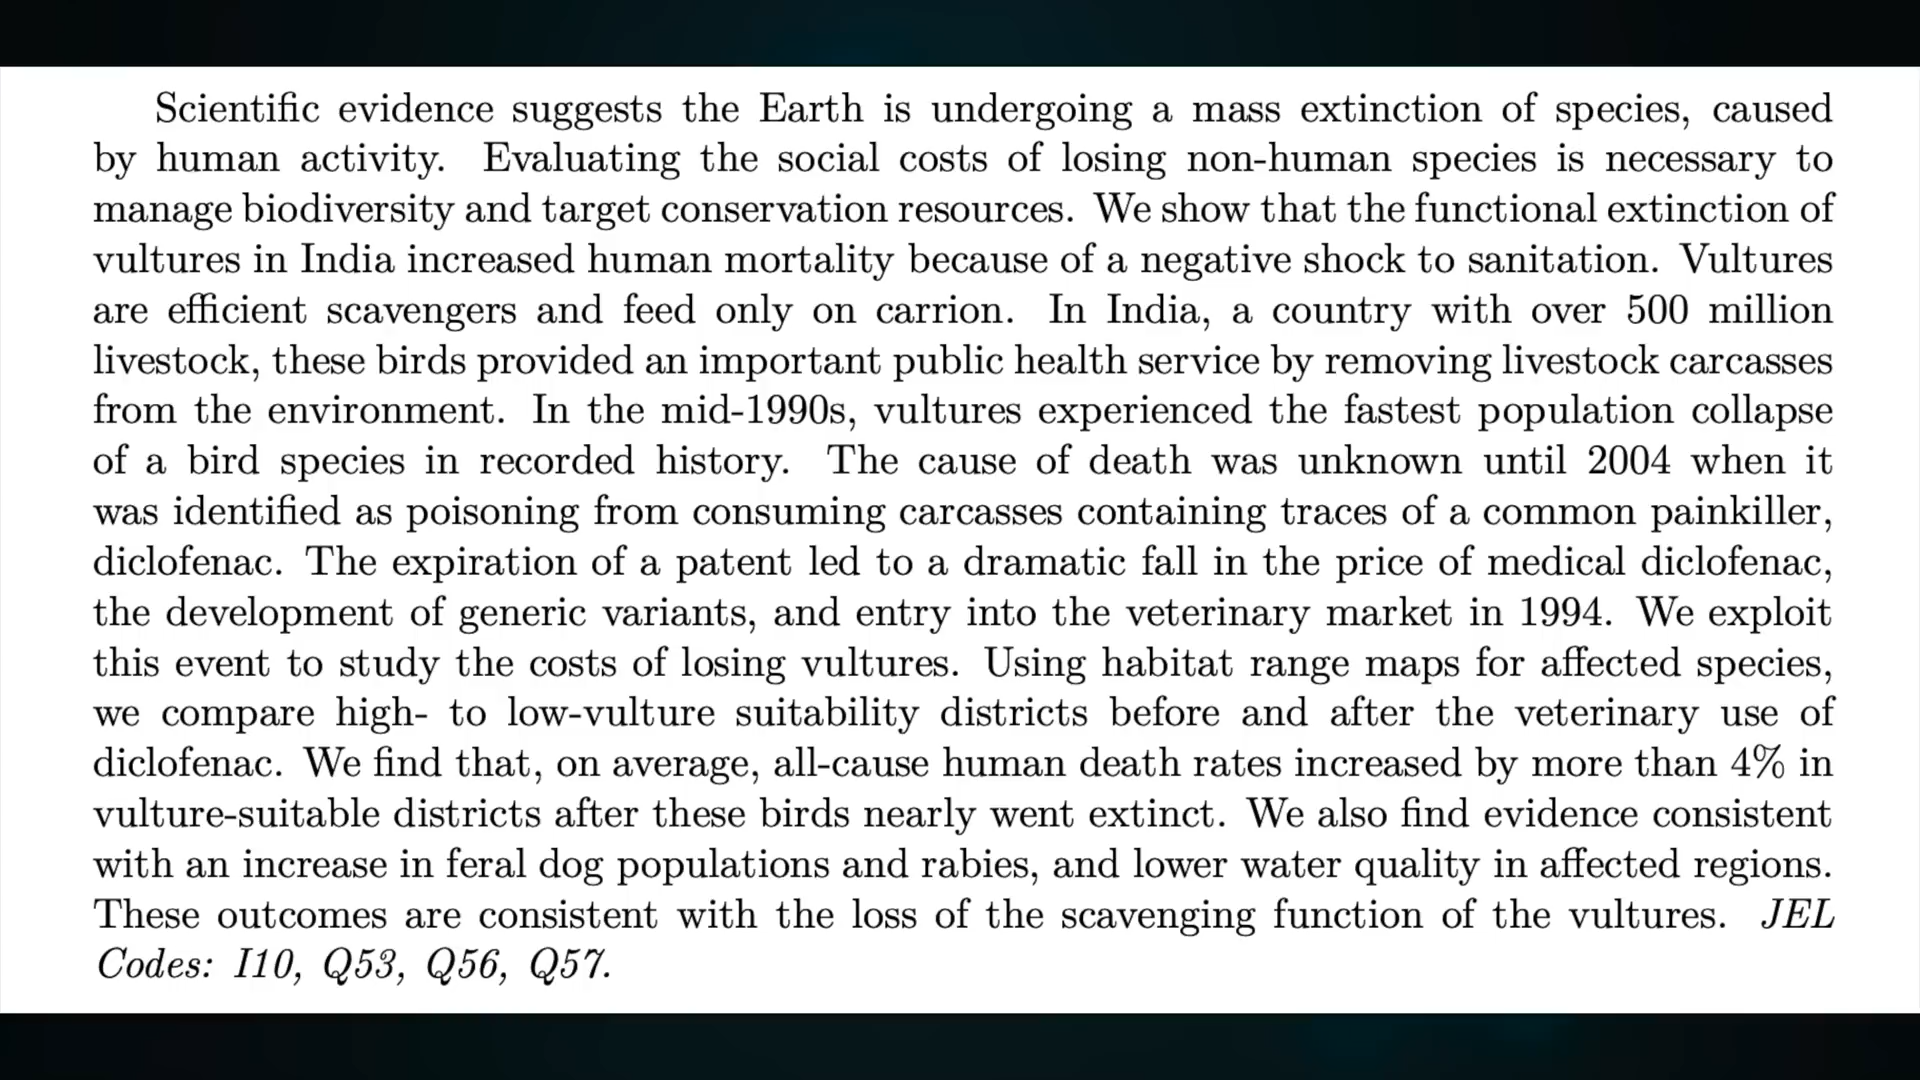 Scientific evidence suggests the Earth is undergoing a mass extinction of species, caused
by human activity. Evaluating the social costs of losing non-human species is necessary to
manage biodiversity and target conservation resources. We show that the functional extinction of
vultures in India increased human mortality because of a negative shock to sanitation. Vultures
are efficient scavengers and feed only on carrion. In India, a country with over 500 million
livestock, these birds provided an important public health service by removing livestock carcasses
from the environment. In the mid-1990s, vultures experienced the fastest population collapse
of a bird species in recorded history. The cause of death was unknown until 2004 when it
was identified as poisoning from consuming carcasses containing traces of a common painkiller,
diclofenac. The expiration of a patent led to a dramatic fall in the price of medical diclofenac,
the development of generic variants, and entry into the veterinary market in 1994. We exploit
this event to study the costs of losing vultures. Using habitat range maps for affected species,
we compare high- to low-vulture suitability districts before and after the veterinary use of
diclofenac. We find that, on average, all-cause human death rates increased by more than 4% in
vulture-suitable districts after these birds nearly went extinct. We also find evidence consistent
with an increase in feral dog populations and rabies, and lower water quality in affected regions.
These outcomes are consistent with the loss of the scavenging function of the vultures. JEL
Codes: I10, Q53, Q56, Q57.